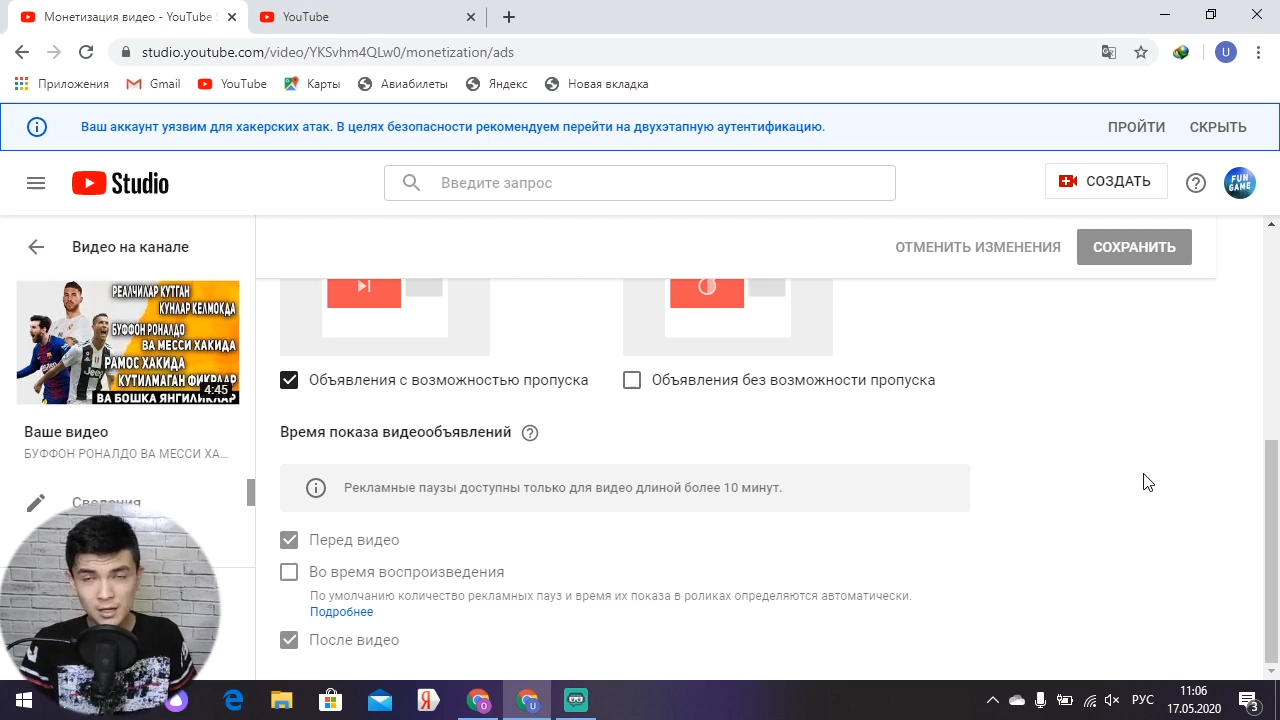 Монетизация видео - YouTube S
YouTube
studio.youtube.com/video/YKSvhm4QLw0/monetization/ads
U
Приложения
Gmail
YouTube
Карты
Авиабилеты
Яндекс
Новая вкладка
Ваш аккаунт уязвим для хакерских атак. В целях безопасности рекомендуем перейти на двухэтапную аутентификацию.
ПРОЙТИ
СКРЫТЬ
Studio
Введите запрос
СОЗДАТЬ
FUN
GAME
Видео на канале
ОТМЕНИТЬ ИЗМЕНЕНИЯ
СОХРАНИТЬ
РЕАЛЧИЛАР КУТГАН
КУНЛАР КЕЛМОКДА
БУФФОН РОНАЛДО
ВА МЕССИ ХАКИДА
РАМОС ХАКИДА
КУТИЛМАГАН ФИКРЛАР
4:45
ВА БОШКА ЯНГИЛИКЛАР
Ваше видео
БУФФОН РОНАЛДО ВА МЕССИ ХА...
Сведения
Объявления с возможностью пропуска
Объявления без возможности пропуска
Время показа видеообъявлений
Рекламные паузы доступны только для видео длиной более 10 минут.
Перед видео
Во время воспроизведения
По умолчанию количество рекламных пауз и время их показа в роликах определяются автоматически.
Подробнее
После видео
РУС
11:06
17.05.2020
3